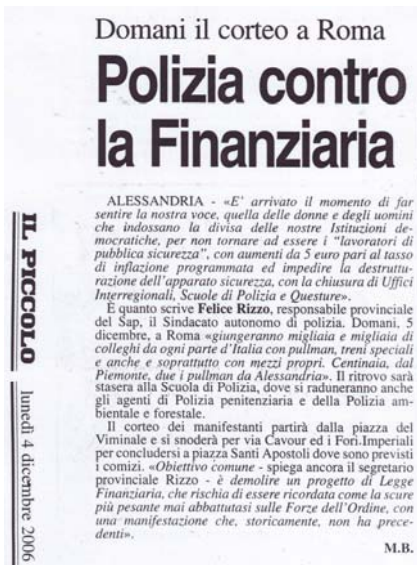 Domani il corteo a Roma
Polizia contro
la Finanziaria
ALESSANDRIA - «E' arrivato il momento di far
sentire la nostra voce, quella delle donne e degli uomini
che indossano la divisa delle nostre Istituzioni de-
mocratiche, per non tornare ad essere i "lavoratori di
pubblica sicurezza", con aumenti da 5 euro pari al tasso
di inflazione programmata ed impedire la destruttu-
razione dell'apparato sicurezza, con la chiusura di Uffici
Interregionali, Scuole di Polizia e Questure».
È quanto scrive Felice Rizzo, responsabile provinciale
del Sap, il Sindacato autonomo di polizia. Domani, 5
dicembre, a Roma «giungeranno migliaia e migliaia di
colleghi da ogni parte d'Italia con pullman, treni speciali
e anche e soprattutto con mezzi propri. Centinaia, dal
Piemonte, due i pullman da Alessandria». Il ritrovo sarà
stasera alla Scuola di Polizia, dove si raduneranno anche
gli agenti di Polizia penitenziaria e della Polizia am-
bientale e forestale.
Il corteo dei manifestanti partirà dalla piazza del
Viminale e si snoderà per via Cavour ed i Fori Imperiali
per concludersi a piazza Santi Apostoli dove sono previsti
i comizi. «Obiettivo comune - spiega ancora il segretario
provinciale Rizzo - è demolire un progetto di Legge
Finanziaria, che rischia di essere ricordata come la scure
più pesante mai abbattutasi sulle Forze dell'Ordine, con
una manifestazione che, storicamente, non ha prece-
denti».
M.B.
IL PICCOLO
lunedì 4 dicembre 2006